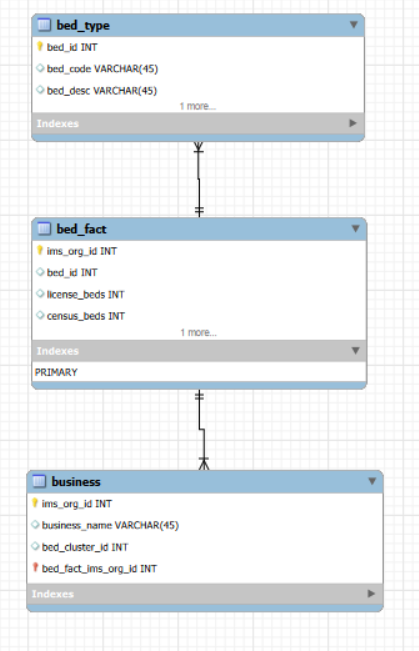 bed_type
bed_id INT
bed_code VARCHAR(45)
bed_desc VARCHAR(45)
1 more...
Indexes
bed_fact
ims_org_id INT
bed_id INT
license_beds INT
census_beds INT
1 more...
Indexes
PRIMARY
business
ims_org_id INT
business_name VARCHAR(45)
bed_cluster_id INT
bed_fact_ims_org_id INT
Indexes